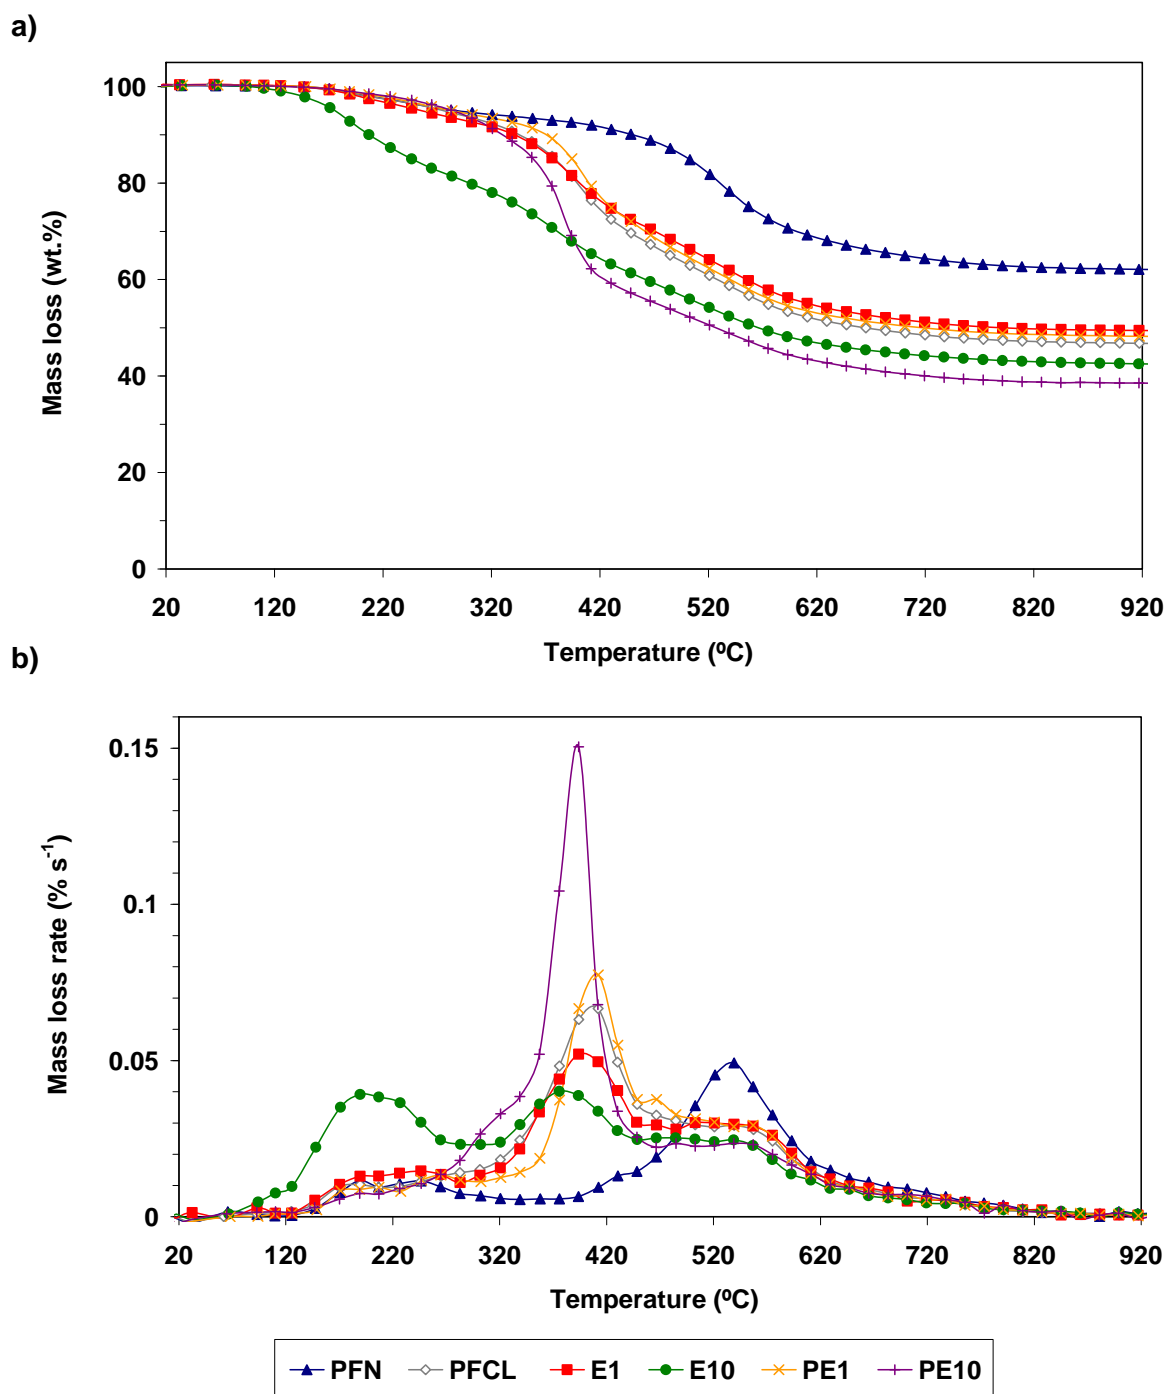 a)
100
80
60
40
20
0
Mass loss (wt.%)
20 120 220 320 420 520 620 720 820 920
Temperature (ºC)
b)
0.15
0.1
0.05
0
Mass loss rate (% s-1)
20 120 220 320 420 520 620 720 820 920
Temperature (ºC)
PFN PFCL E1 E10 PE1 PE10